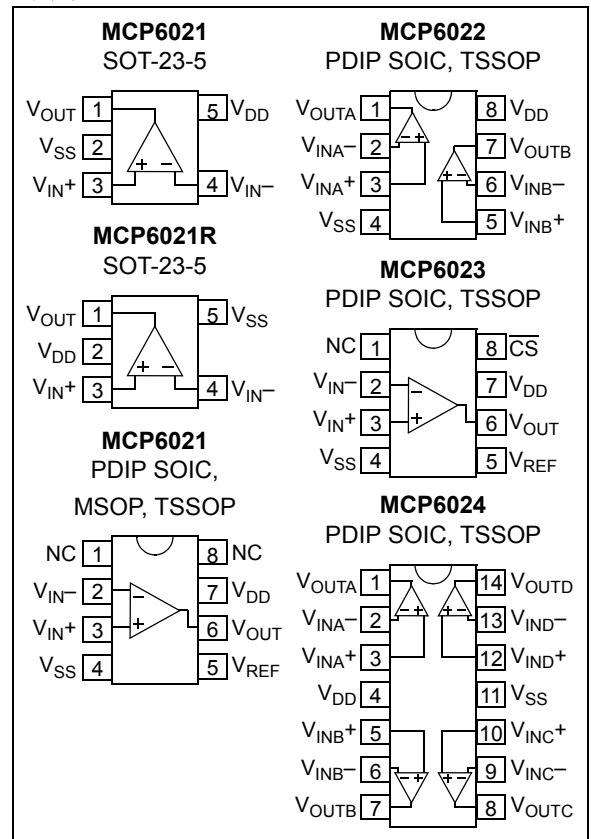 MCP6021
SOT-23-5
VOUT 1 5 VDD
VSS 2
VIN+ 3 4 VIN–
+ –
MCP6021R
SOT-23-5
VOUT 1 5 VSS
VDD 2
VIN+ 3 4 VIN–
+ –
MCP6021
PDIP SOIC,
MSOP, TSSOP
NC 1 8 NC
VIN– 2 – 7 VDD
VIN+ 3 + 6 VOUT
VSS 4 5 VREF
MCP6022
PDIP SOIC, TSSOP
VOUTA 1 8 VDD
VINA– 2 – + 7 VOUTB
VINA+ 3 + – 6 VINB–
VSS 4 5 VINB+
MCP6023
PDIP SOIC, TSSOP
NC 1 8 CS
VIN– 2 – 7 VDD
VIN+ 3 + 6 VOUT
VSS 4 5 VREF
MCP6024
PDIP SOIC, TSSOP
VOUTA 1 14 VOUTD
VINA– 2 – + + – 13 VIND–
VINA+ 3 12 VIND+
VDD 4 11 VSS
VINB+ 5 10 VINC+
VINB– 6 – + + – 9 VINC–
VOUTB 7 8 VOUTC